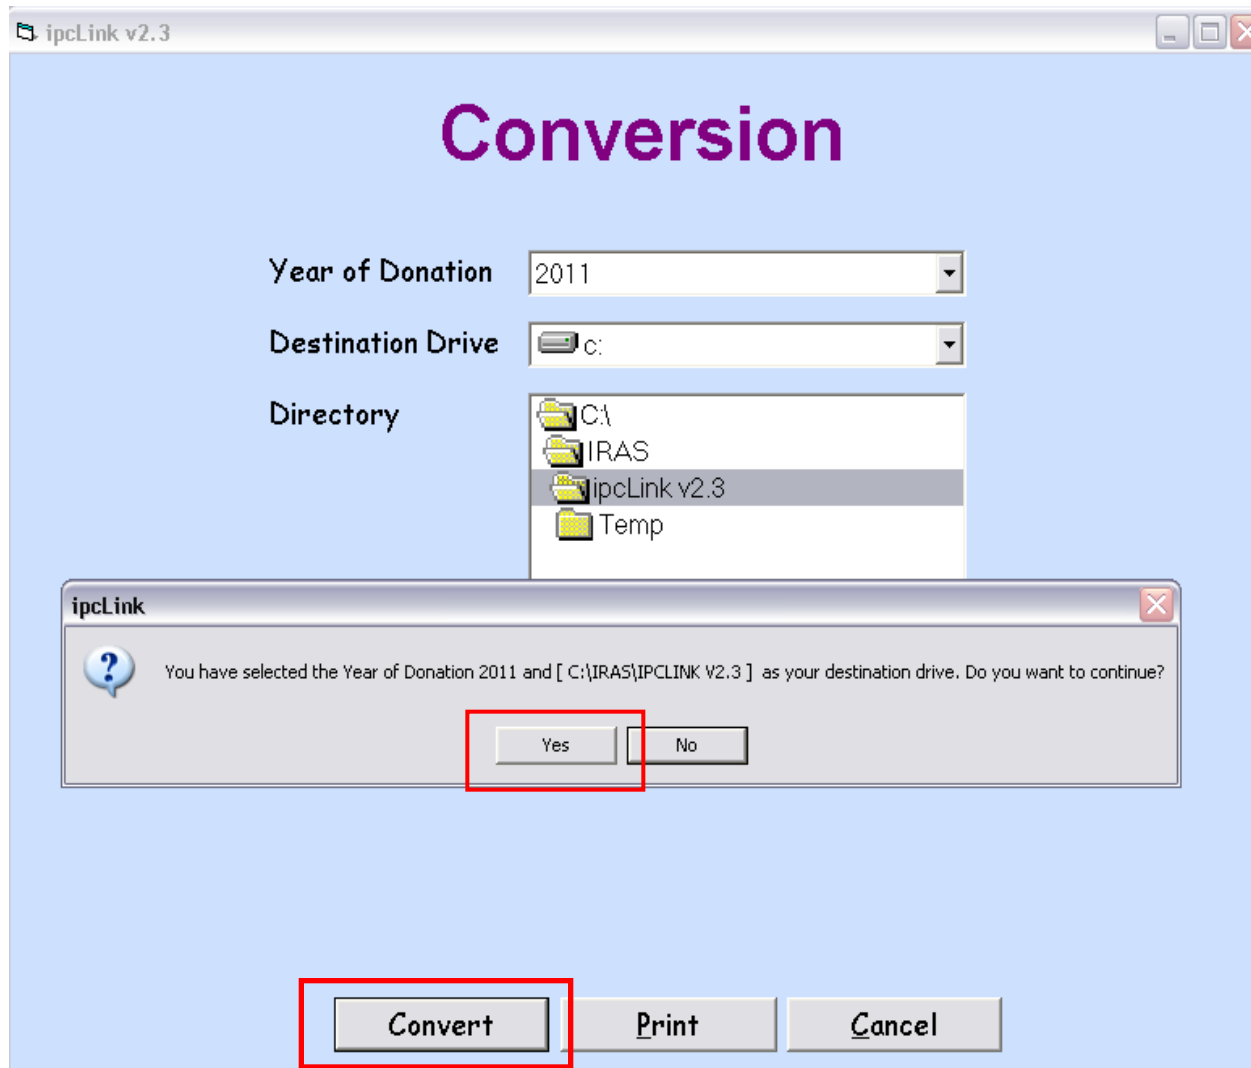 ipcLink v2.3
Conversion
Year of Donation 2011
Destination Drive c:
Directory C:\
IRAS
ipcLink v2.3
Temp
ipcLink
You have selected the Year of Donation 2011 and [ C:\IRAS\IPCLINK V2.3 ] as your destination drive. Do you want to continue?
Yes No
Convert Print Cancel